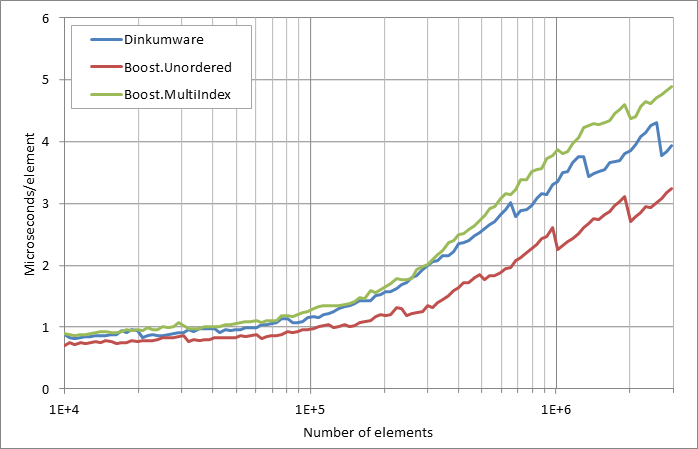 6
Dinkumware
Boost.Unordered
Boost.MultiIndex
5
4
3
2
1
0
Microseconds/element
1E+4
1E+5
1E+6
Number of elements